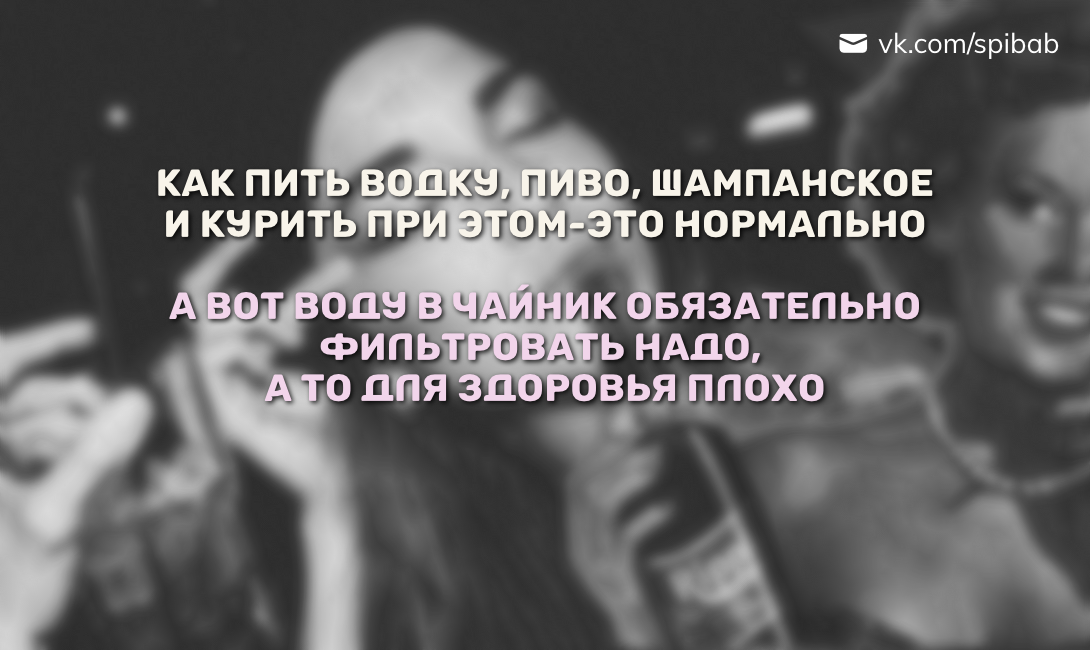 vk.com/spibab
КАК ПИТЬ ВОДКУ, ПИВО, ШАМПАНСКОЕ
И КУРИТЬ ПРИ ЭТОМ-ЭТО НОРМАЛЬНО
А ВОТ ВОДУ В ЧАЙНИК ОБЯЗАТЕЛЬНО
ФИЛЬТРОВАТЬ НАДО,
А ТО ДЛЯ ЗДОРОВЬЯ ПЛОХО